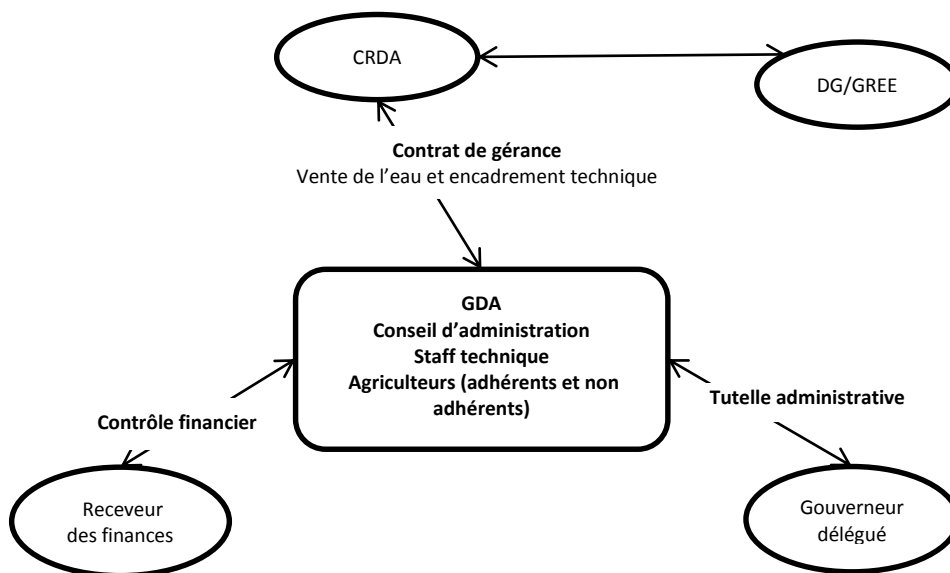 CRDA
DG/GREE
Contrat de gérance
Vente de l’eau et encadrement technique
GDA
Conseil d’administration
Staff technique
Agriculteurs (adhérents et non
adhérents)
Tutelle administrative
Contrôle financier
Receveur
des finances
Gouverneur
délégué